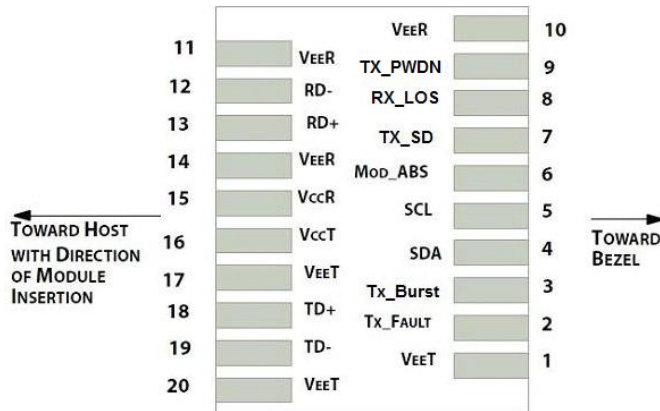 VEER 10
11 VEER
TX_PWDN 9
12 RD-
RX_LOS 8
13 RD+
TX_SD 7
14 VEER
MOD_ABS 6
15 VCCR
SCL 5
TOWARD HOST
WITH DIRECTION
OF MODULE
INSERTION
16 VCCT
SDA 4
TOWARD
BEZEL
17 VEET
Tx_Burst 3
18 TD+
TX_FAULT 2
19 TD-
VEET 1
20 VEET